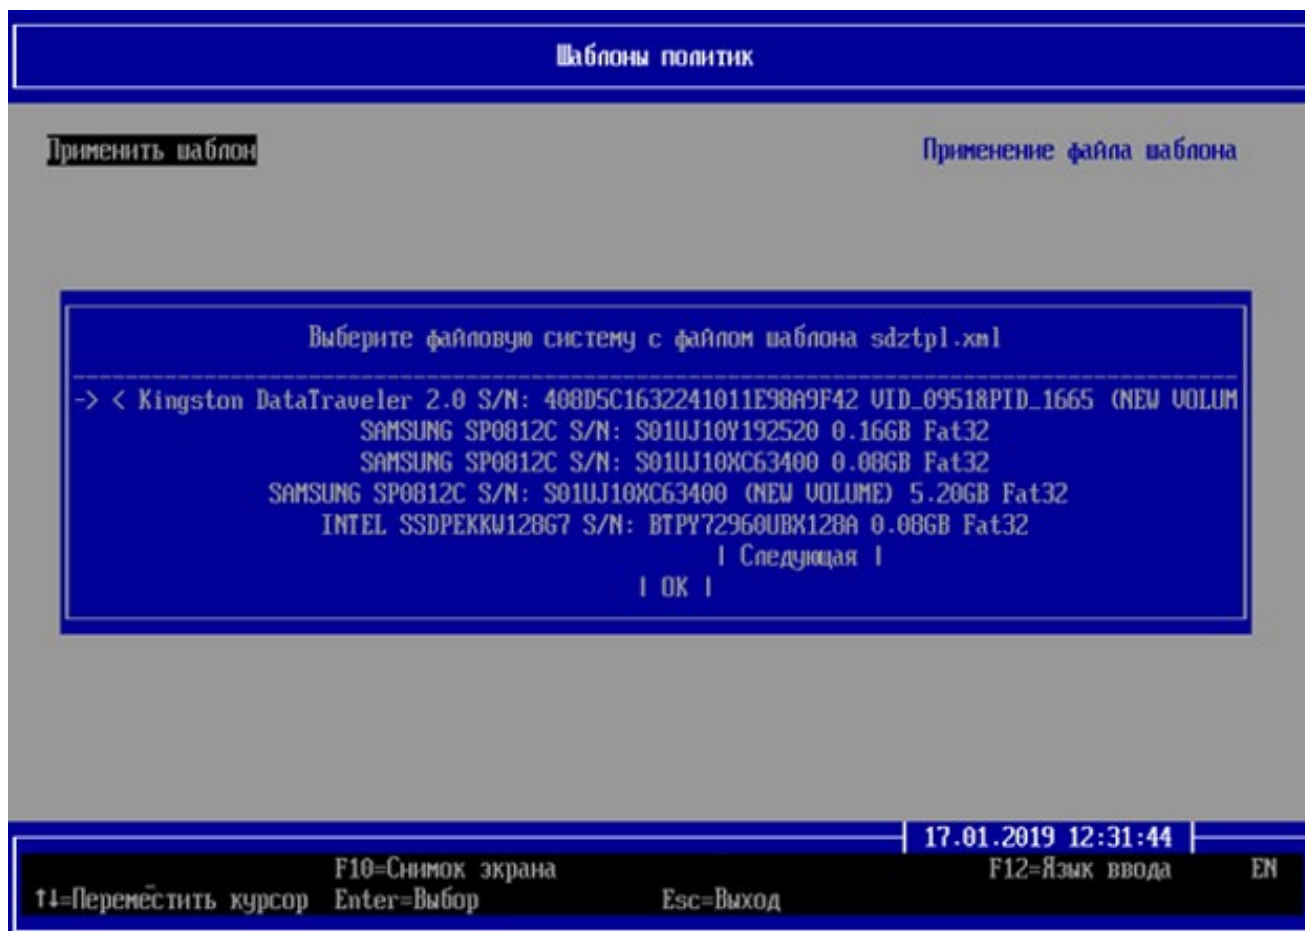 Шаблоны политик
Применить шаблон
Применение файла шаблона
Выберите файловую систему с файлом шаблона sdztpl.xml
-> < Kingston DataTraveler 2.0 S/N: 408D5C1632241011E98A9F42 VID_0951&PID_1665 (NEW VOLUM
SAMSUNG SP0812C S/N: S01UJ10Y192520 0.16GB Fat32
SAMSUNG SP0812C S/N: S01UJ10XC63400 0.08GB Fat32
SAMSUNG SP0812C S/N: S01UJ10XC63400 (NEW VOLUME) 5.20GB Fat32
INTEL SSDPEKKW128G7 S/N: BTPY72960UBX128A 0.08GB Fat32
| Следующая |
| OK |
17.01.2019 12:31:44
F10=Снимок экрана F12=Язык ввода EN
↑↓=Переместить курсор Enter=Выбор Esc=Выход